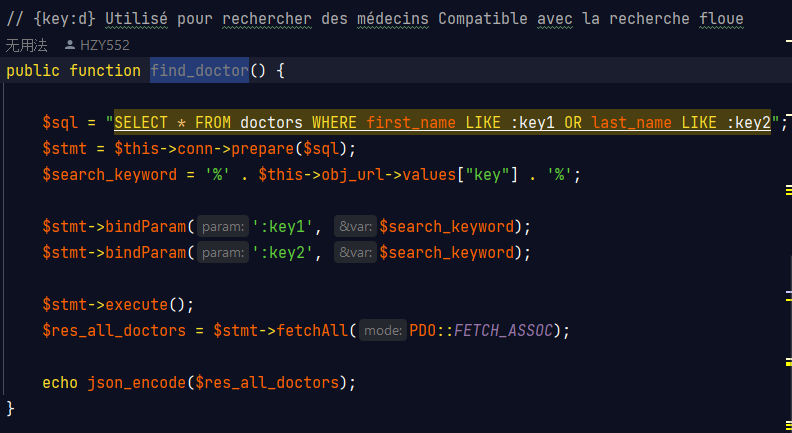 // {key:d} Utilisé pour rechercher des médecins Compatible avec la recherche floue
无用法 HZY552
public function find_doctor() {
$sql = "SELECT * FROM doctors WHERE first_name LIKE :key1 OR last_name LIKE :key2";
$stmt = $this->conn->prepare($sql);
$search_keyword = '%' . $this->obj_url->values["key"] . '%';
$stmt->bindParam( param: ':key1', &var: $search_keyword);
$stmt->bindParam( param: ':key2', &var: $search_keyword);
$stmt->execute();
$res_all_doctors = $stmt->fetchAll( mode: PDO::FETCH_ASSOC);
echo json_encode($res_all_doctors);
}